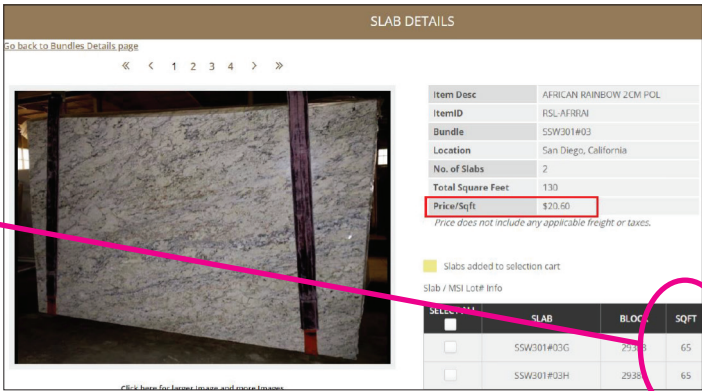 SLAB DETAILS
Go back to Bundles Details page
« < 1 2 3 4 > »
Item Desc AFRICAN RAINBOW 2CM POL
ItemID RSL-AFRRAI
Bundle SSW301#03
Location San Diego, California
No. of Slabs 2
Total Square Feet 130
Price/Sqft $20.60
Price does not include any applicable freight or taxes.
Slabs added to selection cart
Slab / MSI Lot# Info
SLAB BLOCK SQFT
SSW301#03G 65
SSW301#03H 65
Click here for larger Image and more Images